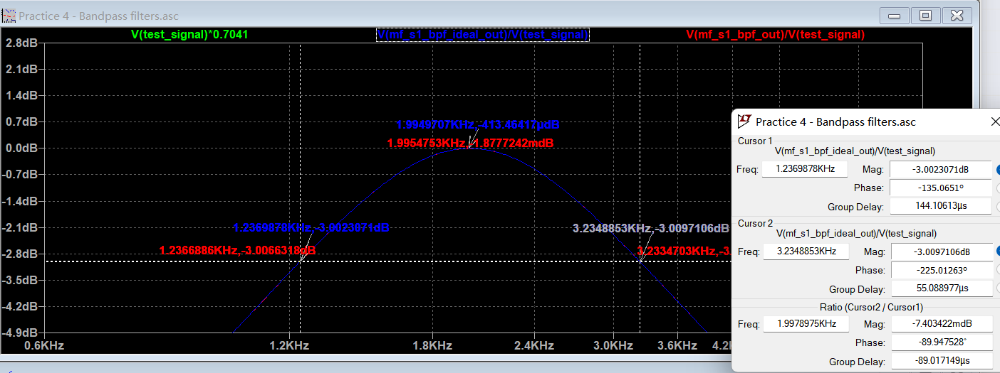 Practice 4 - Bandpass filters.asc
V(test_signal)*0.7041 V(mf_s1_bpf_ideal_out)/V(test_signal) V(mf_s1_bpf_out)/V(test_signal)
2.8dB
2.1dB
1.4dB
0.7dB
0.0dB
-0.7dB
-1.4dB
-2.1dB
-2.8dB
-3.5dB
-4.2dB
-4.9dB
1.9949707KHz,-413.46417µdB
1.9954753KHz,-1.8777242mdB
1.2369878KHz,-3.0023071dB
3.2348853KHz,-3.0097106dB
1.2366886KHz,-3.0066318dB
3.2334703KHz,-3.
0.6KHz 1.2KHz 1.8KHz 2.4KHz 3.0KHz 3.6KHz 4.2
Practice 4 - Bandpass filters.asc
Cursor 1
V(mf_s1_bpf_ideal_out)/V(test_signal)
Freq: 1.2369878KHz Mag: -3.0023071dB
Phase: -135.0651º
Group Delay: 144.10613µs
Cursor 2
V(mf_s1_bpf_ideal_out)/V(test_signal)
Freq: 3.2348853KHz Mag: -3.0097106dB
Phase: -225.01263º
Group Delay: 55.088977µs
Ratio (Cursor2 / Cursor1)
Freq: 1.9978975KHz Mag: -7.403422mdB
Phase: -89.947528°
Group Delay: -89.017149µs